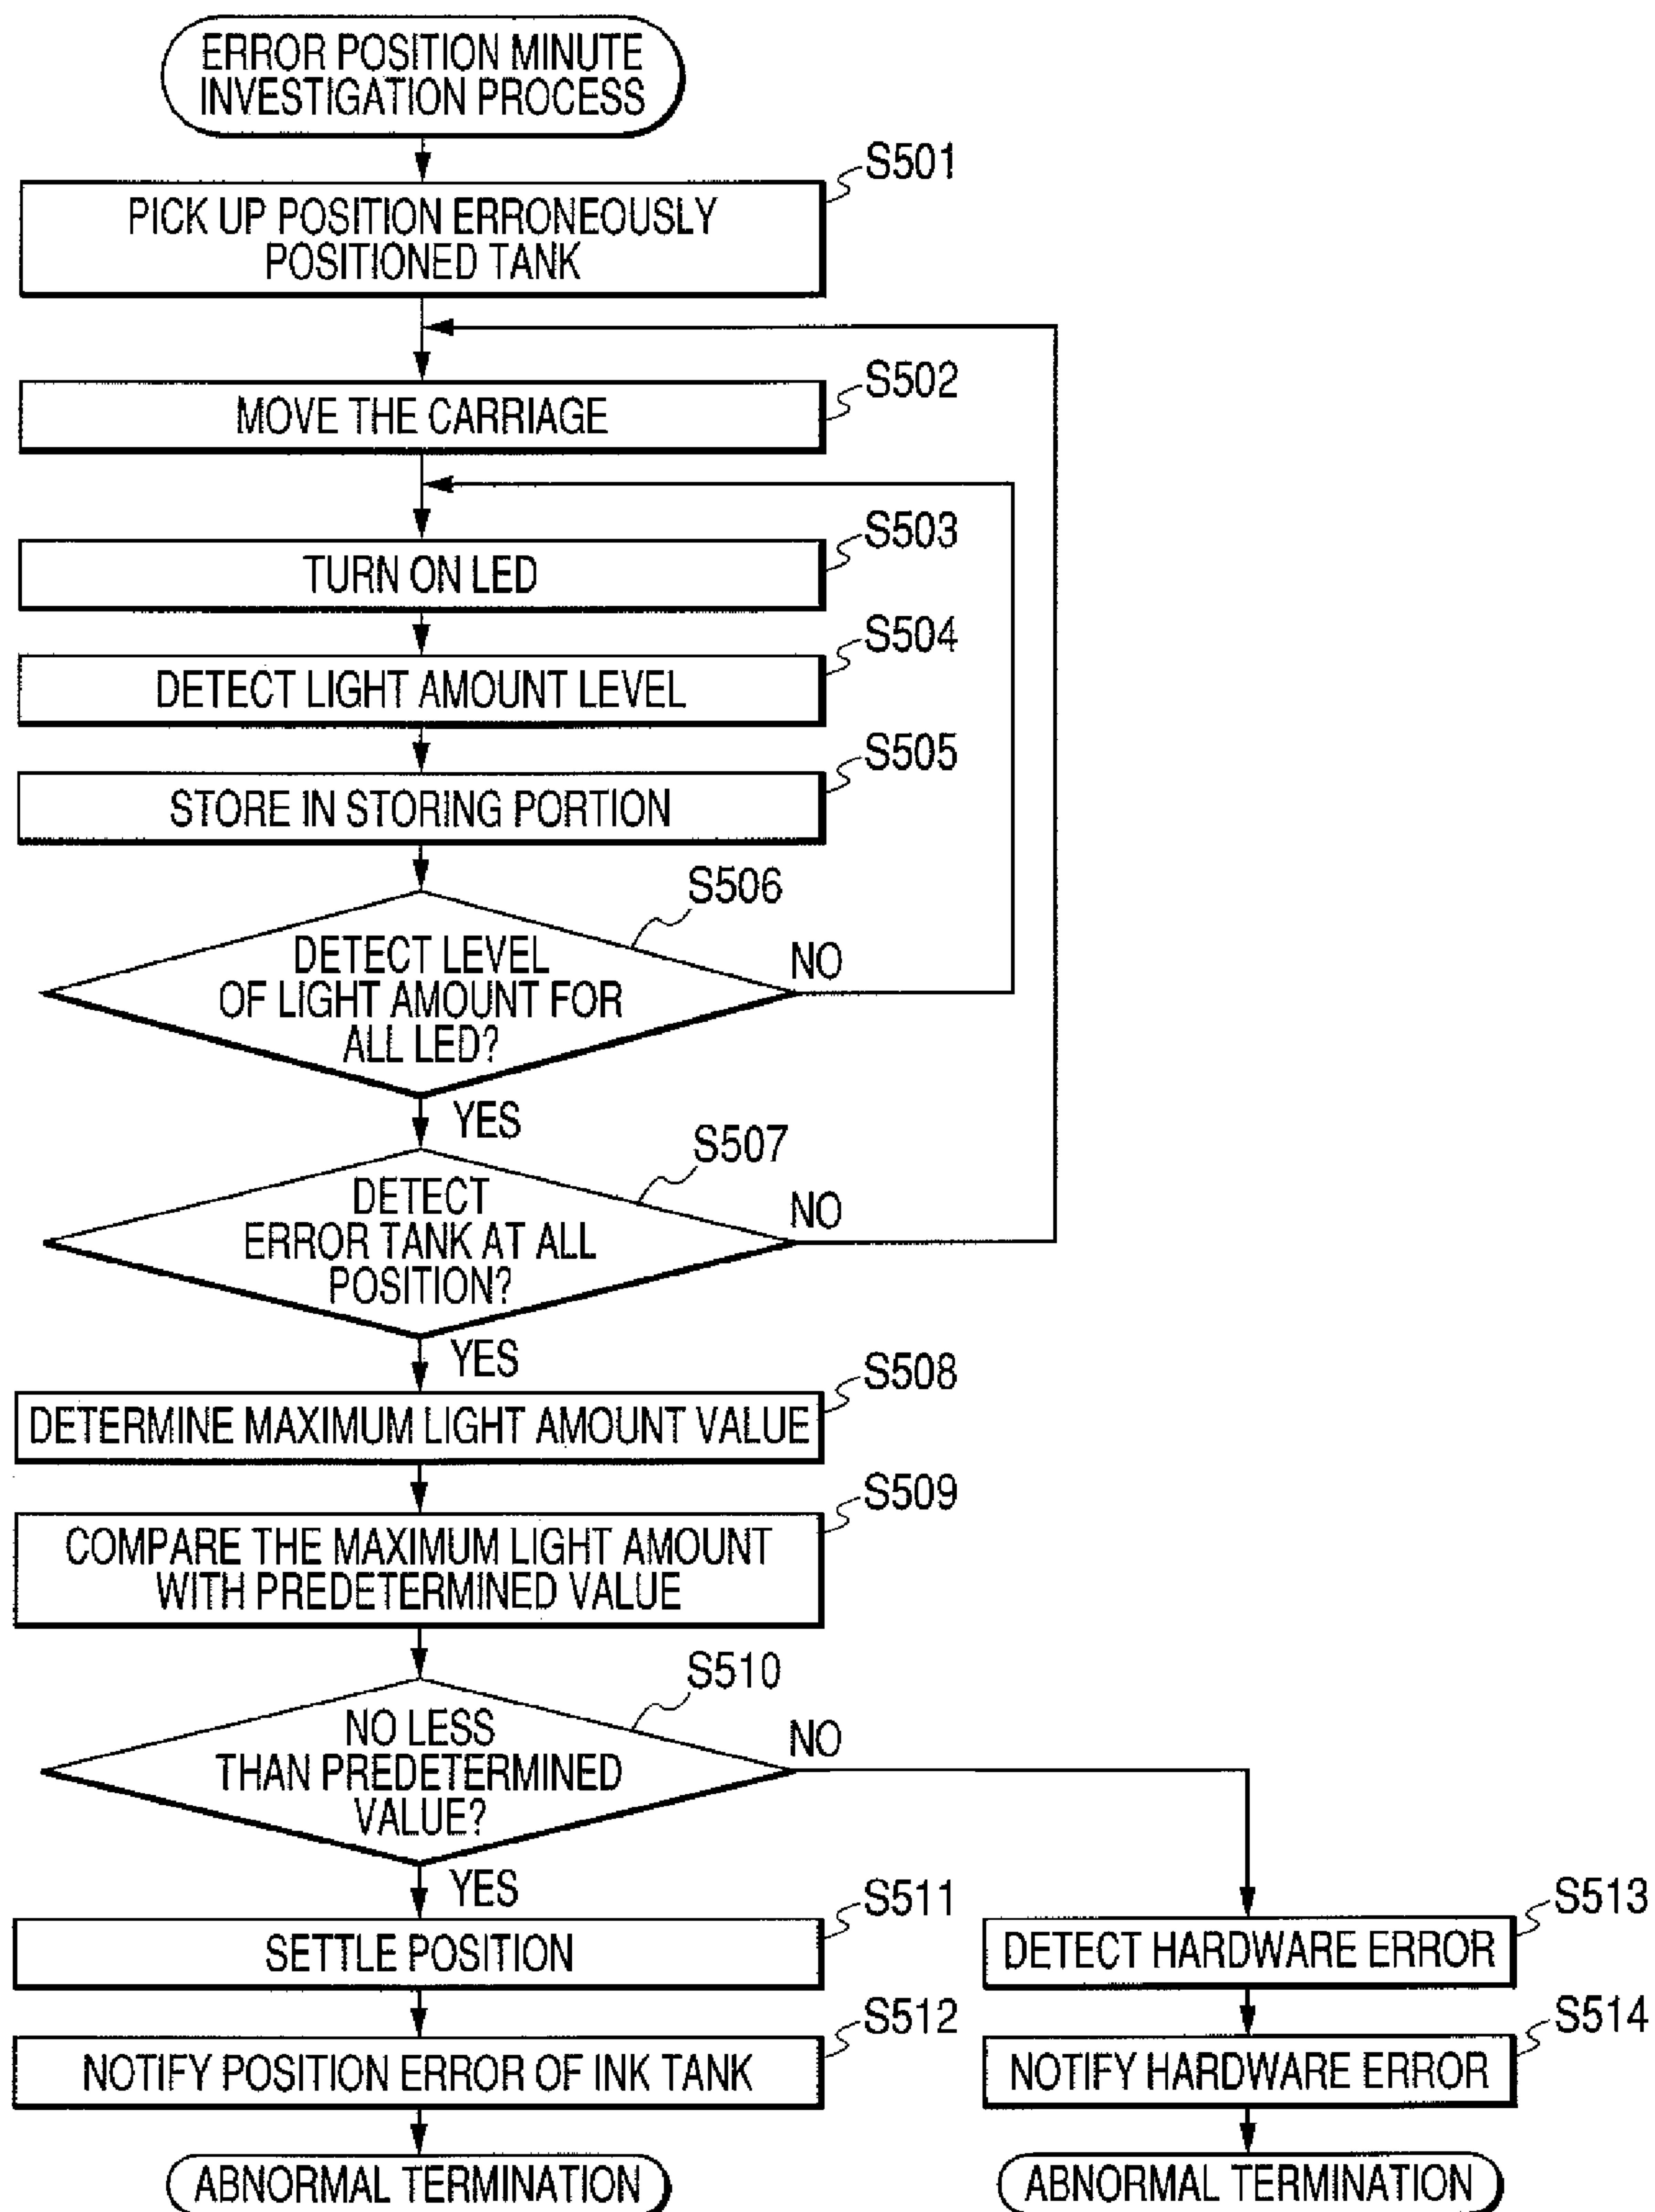 ERROR POSITION MINUTE
INVESTIGATION PROCESS
S501
PICK UP POSITION ERRONEOUSLY
POSITIONED TANK
S502
MOVE THE CARRIAGE
S503
TURN ON LED
S504
DETECT LIGHT AMOUNT LEVEL
S505
STORE IN STORING PORTION
S506
DETECT LEVEL
OF LIGHT AMOUNT FOR
ALL LED?
NO
YES
S507
DETECT
ERROR TANK AT ALL
POSITION?
NO
YES
S508
DETERMINE MAXIMUM LIGHT AMOUNT VALUE
S509
COMPARE THE MAXIMUM LIGHT AMOUNT
WITH PREDETERMINED VALUE
S510
NO LESS
THAN PREDETERMINED
VALUE?
NO
YES
S511
SETTLE POSITION
S512
NOTIFY POSITION ERROR OF INK TANK
ABNORMAL TERMINATION
S513
DETECT HARDWARE ERROR
S514
NOTIFY HARDWARE ERROR
ABNORMAL TERMINATION